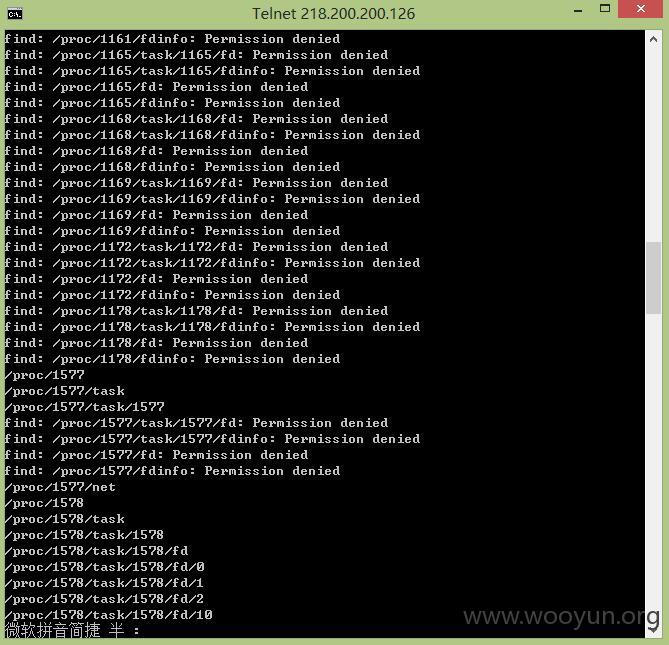 Telnet 218.200.200.126
find: /proc/1161/fdinfo: Permission denied
find: /proc/1165/task/1165/fd: Permission denied
find: /proc/1165/task/1165/fdinfo: Permission denied
find: /proc/1165/fd: Permission denied
find: /proc/1165/fdinfo: Permission denied
find: /proc/1168/task/1168/fd: Permission denied
find: /proc/1168/task/1168/fdinfo: Permission denied
find: /proc/1168/fd: Permission denied
find: /proc/1168/fdinfo: Permission denied
find: /proc/1169/task/1169/fd: Permission denied
find: /proc/1169/task/1169/fdinfo: Permission denied
find: /proc/1169/fd: Permission denied
find: /proc/1169/fdinfo: Permission denied
find: /proc/1172/task/1172/fd: Permission denied
find: /proc/1172/task/1172/fdinfo: Permission denied
find: /proc/1172/fd: Permission denied
find: /proc/1172/fdinfo: Permission denied
find: /proc/1178/task/1178/fd: Permission denied
find: /proc/1178/task/1178/fdinfo: Permission denied
find: /proc/1178/fd: Permission denied
find: /proc/1178/fdinfo: Permission denied
/proc/1577
/proc/1577/task
/proc/1577/task/1577
find: /proc/1577/task/1577/fd: Permission denied
find: /proc/1577/task/1577/fdinfo: Permission denied
find: /proc/1577/fd: Permission denied
find: /proc/1577/fdinfo: Permission denied
/proc/1577/net
/proc/1578
/proc/1578/task
/proc/1578/task/1578
/proc/1578/task/1578/fd
/proc/1578/task/1578/fd/0
/proc/1578/task/1578/fd/1
/proc/1578/task/1578/fd/2
/proc/1578/task/1578/fd/10
微软拼音简捷 半 :
www.wooyun.org